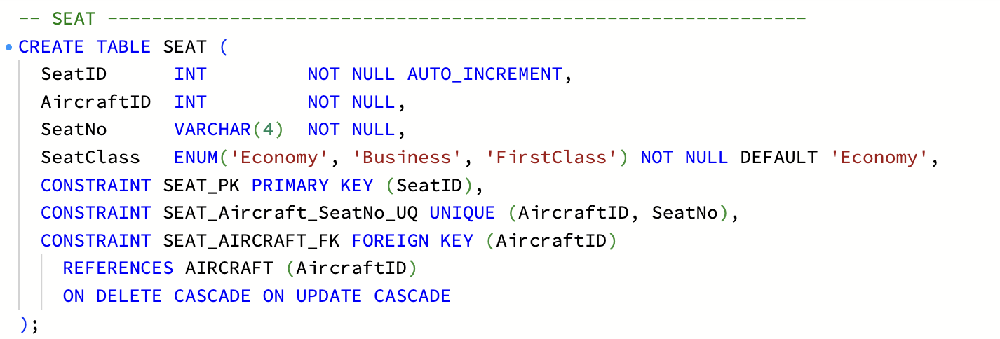 -- SEAT ---------------------------------------------------------------
CREATE TABLE SEAT (
  SeatID      INT         NOT NULL AUTO_INCREMENT,
  AircraftID  INT         NOT NULL,
  SeatNo      VARCHAR(4)  NOT NULL,
  SeatClass   ENUM('Economy', 'Business', 'FirstClass') NOT NULL DEFAULT 'Economy',
  CONSTRAINT SEAT_PK PRIMARY KEY (SeatID),
  CONSTRAINT SEAT_Aircraft_SeatNo_UQ UNIQUE (AircraftID, SeatNo),
  CONSTRAINT SEAT_AIRCRAFT_FK FOREIGN KEY (AircraftID)
    REFERENCES AIRCRAFT (AircraftID)
    ON DELETE CASCADE ON UPDATE CASCADE
);